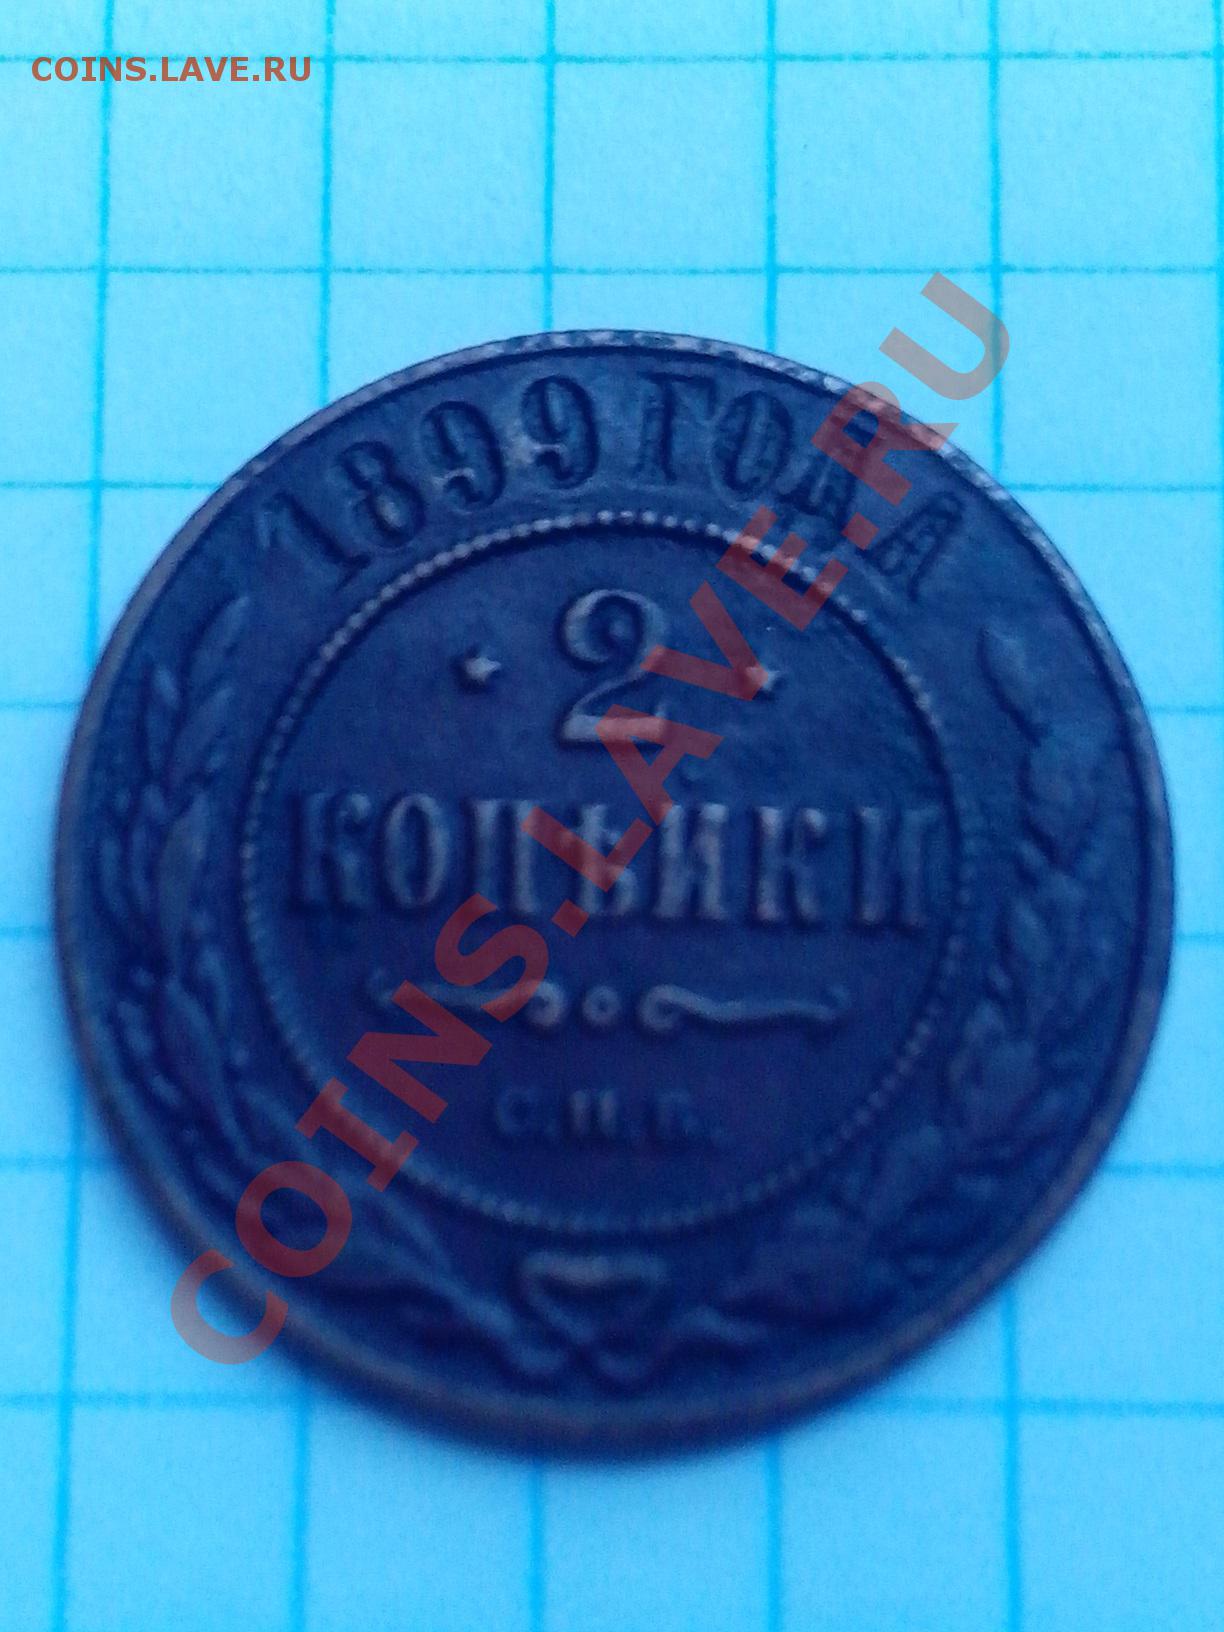 COINS.LAVE.RU
1899 ГОДА
2
КОПѢЙКИ
С.П.Б.
COINS.LAVE.RU